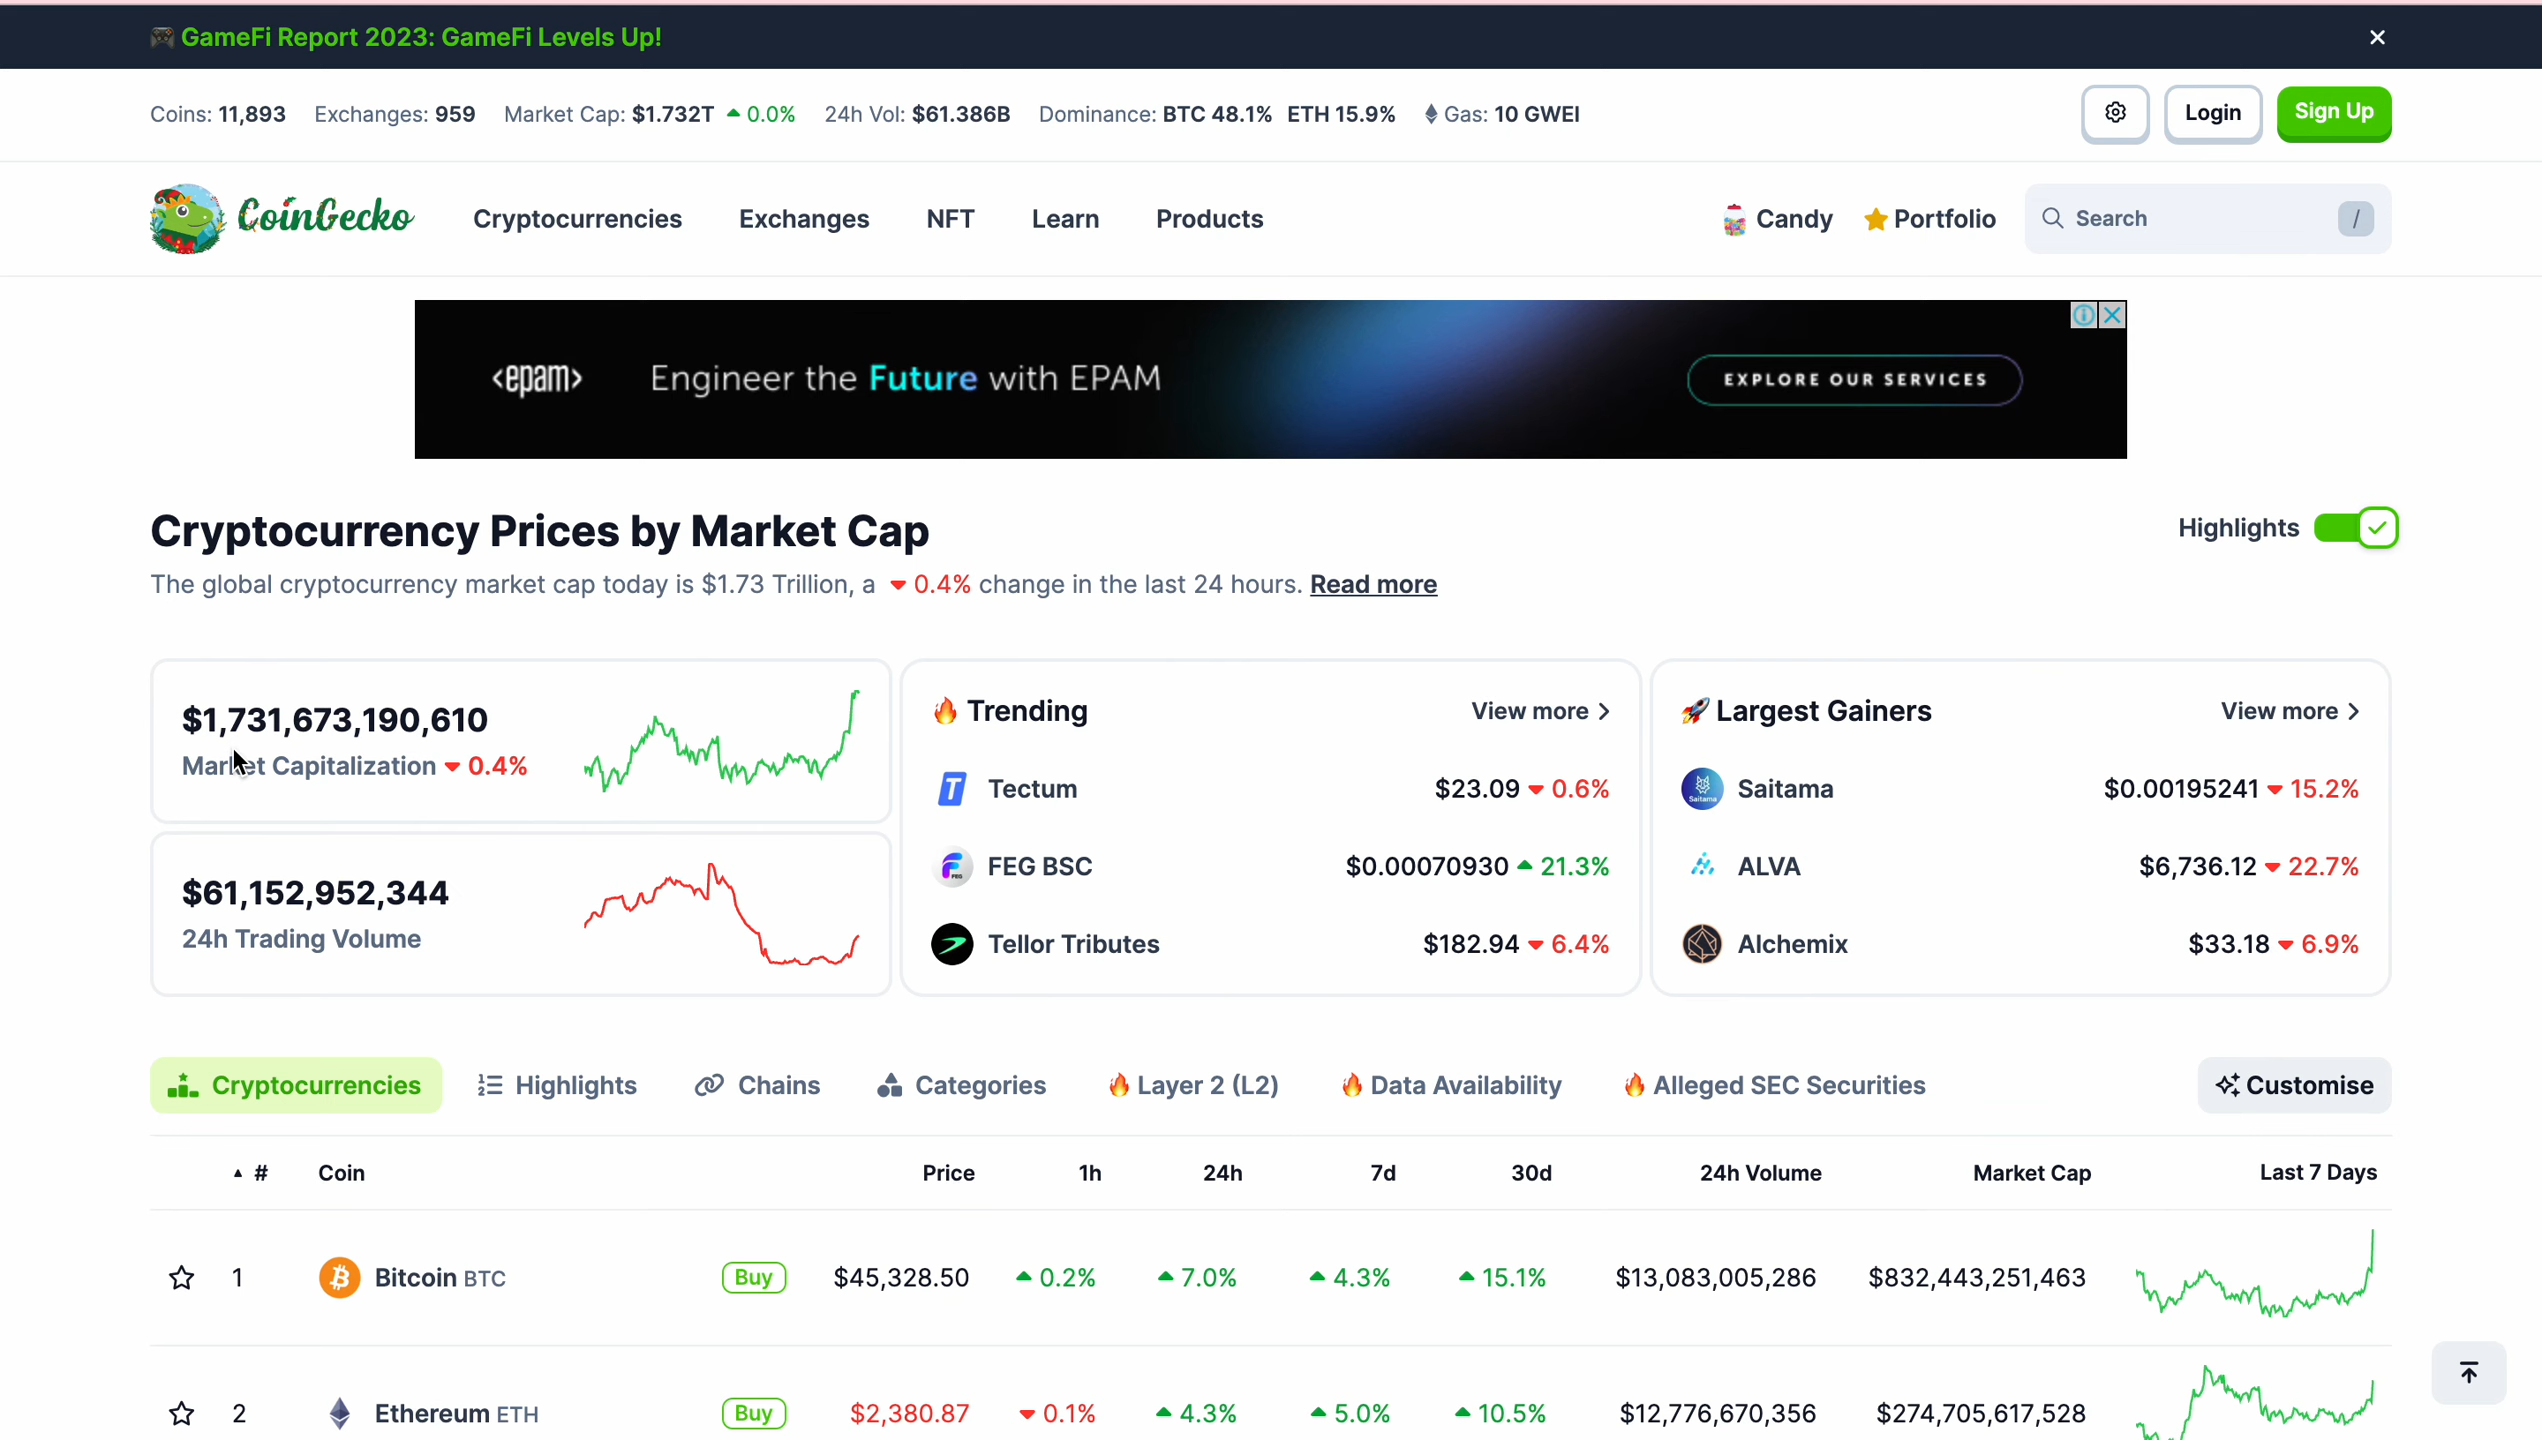 🎮 GameFi Report 2023: GameFi Levels Up!
Coins: 11,893 Exchanges: 959 Market Cap: $1.732T 0.0% 24h Vol: $61.386B Dominance: BTC 48.1% ETH 15.9% Gas: 10 GWEI Login Sign Up
CoinGecko Cryptocurrencies Exchanges NFT Learn Products Candy Portfolio Search /
<epam> Engineer the Future with EPAM EXPLORE OUR SERVICES
Cryptocurrency Prices by Market Cap Highlights
The global cryptocurrency market cap today is $1.73 Trillion, a 0.4% change in the last 24 hours. Read more
$1,731,673,190,610
Market Capitalization 0.4%
$61,152,952,344
24h Trading Volume
🔥 Trending View more
Tectum $23.09 0.6%
FEG BSC $0.00070930 21.3%
Tellor Tributes $182.94 6.4%
🚀 Largest Gainers View more
Saitama $0.00195241 15.2%
ALVA $6,736.12 22.7%
Alchemix $33.18 6.9%
Cryptocurrencies Highlights Chains Categories 🔥 Layer 2 (L2) 🔥 Data Availability 🔥 Alleged SEC Securities Customise
# Coin Price 1h 24h 7d 30d 24h Volume Market Cap Last 7 Days
1 Bitcoin BTC Buy $45,328.50 0.2% 7.0% 4.3% 15.1% $13,083,005,286 $832,443,251,463
2 Ethereum ETH Buy $2,380.87 0.1% 4.3% 5.0% 10.5% $12,776,670,356 $274,705,617,528